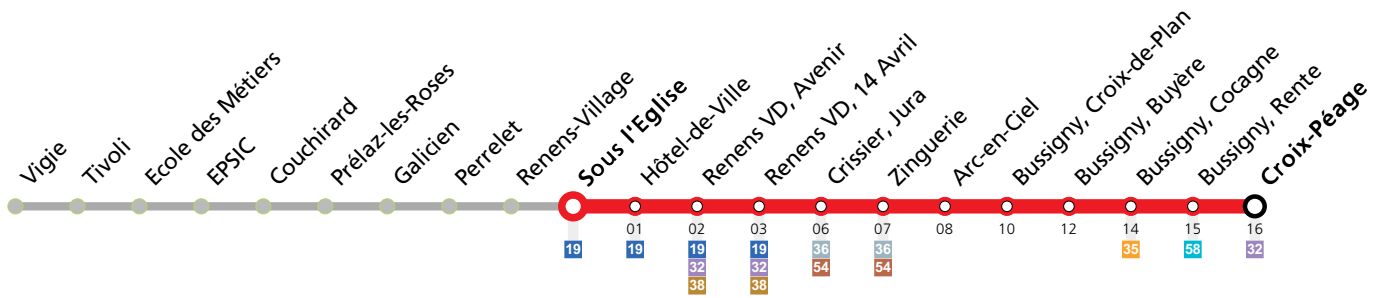 Vigie
Tivoli
Ecole des Métiers
EPSIC
Couchirard
Prélaz-les-Roses
Galicien
Perrelet
Renens-Village
Sous l'Eglise
Hôtel-de-Ville
Renens VD, Avenir
Renens VD, 14 Avril
Crissier, Jura
Zinguerie
Arc-en-Ciel
Bussigny, Croix-de-Plan
Bussigny, Buyère
Bussigny, Cocagne
Bussigny, Rente
Croix-Péage
01 02 03 06 07 08 10 12 14 15 16
19 19 19 19 36 36 35 58 32
32 32 54 54
38 38